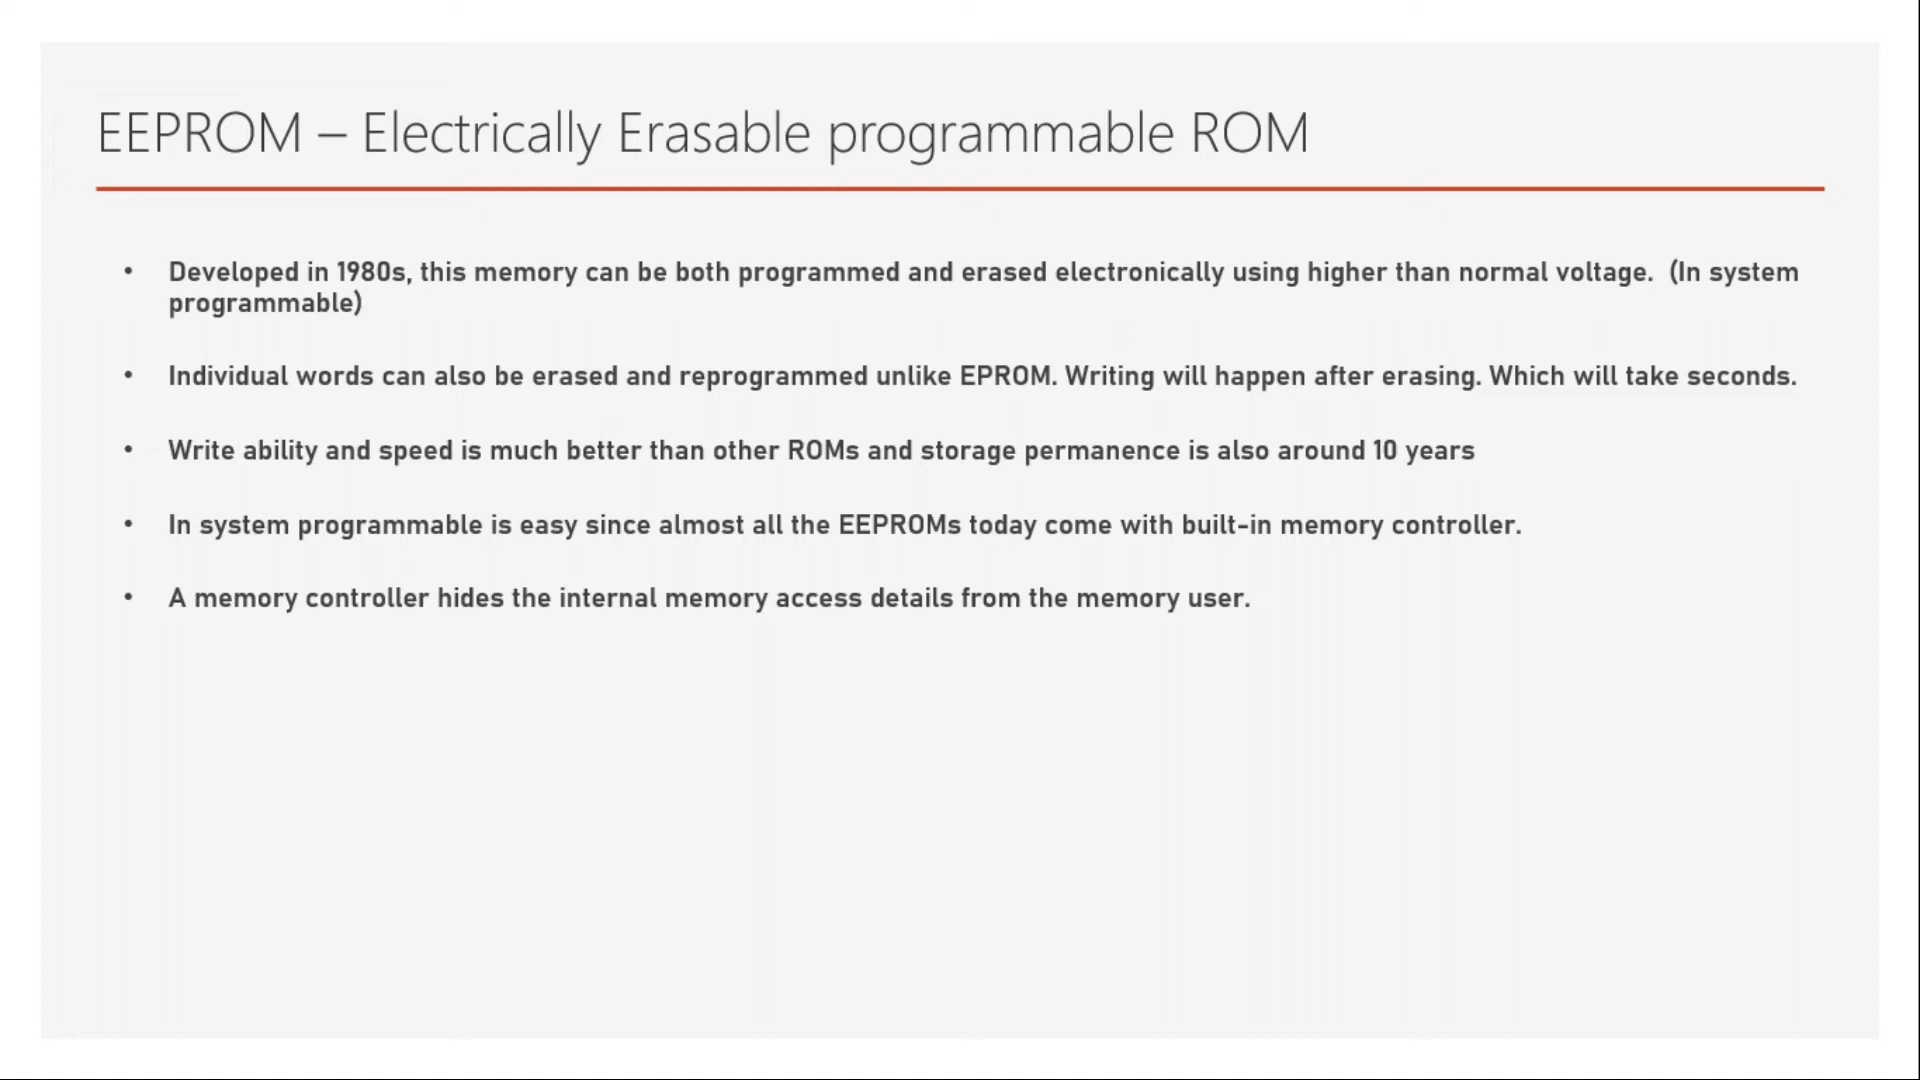 EEPROM – Electrically Erasable programmable ROM
• Developed in 1980s, this memory can be both programmed and erased electronically using higher than normal voltage.  (In system
programmable)
• Individual words can also be erased and reprogrammed unlike EPROM. Writing will happen after erasing. Which will take seconds.
• Write ability and speed is much better than other ROMs and storage permanence is also around 10 years
• In system programmable is easy since almost all the EEPROMs today come with built-in memory controller.
• A memory controller hides the internal memory access details from the memory user.